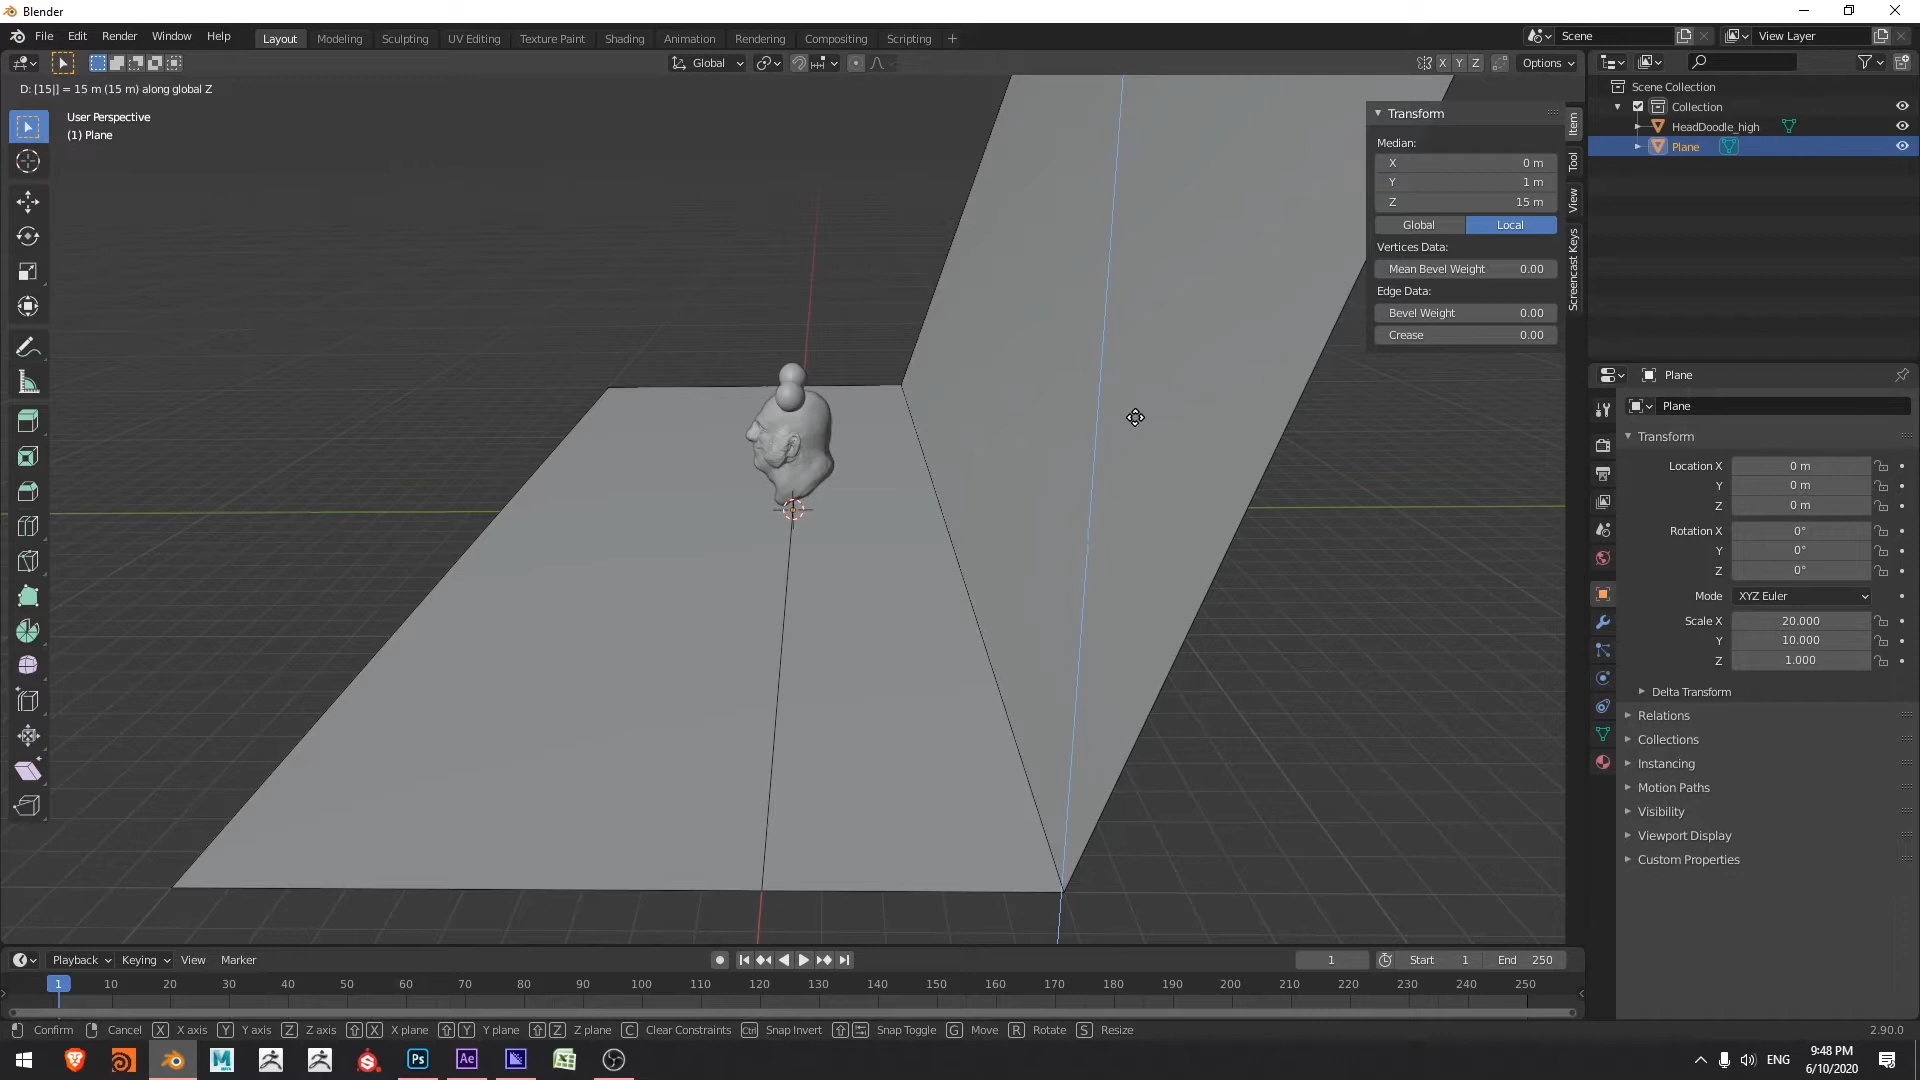 Blender
File Edit Render Window Help
Layout Modeling Sculpting UV Editing Texture Paint Shading Animation Rendering Compositing Scripting +
Scene
View Layer
Global
X Y Z
Options
D: [15|] = 15 m (15 m) along global Z
User Perspective
(1) Plane
Transform
Median:
X 0 m
Y 1 m
Z 15 m
Global Local
Vertices Data:
Mean Bevel Weight 0.00
Edge Data:
Bevel Weight 0.00
Crease 0.00
Item
Tool
View
Screencast Keys
Scene Collection
Collection
HeadDoodle_high
Plane
Plane
Plane
Transform
Location X 0 m
Y 0 m
Z 0 m
Rotation X 0°
Y 0°
Z 0°
Mode XYZ Euler
Scale X 20.000
Y 10.000
Z 1.000
Delta Transform
Relations
Collections
Instancing
Motion Paths
Visibility
Viewport Display
Custom Properties
Playback Keying View Marker
1 Start 1 End 250
1 10 20 30 40 50 60 70 80 90 100 110 120 130 140 150 160 170 180 190 200 210 220 230 240 250
Confirm Cancel X X axis Y Y axis Z Z axis X X plane Y Y plane Z Z plane C Clear Constraints Ctrl Snap Invert Snap Toggle G Move R Rotate S Resize 2.90.0
M Ps Ae ENG
9:48 PM
6/10/2020